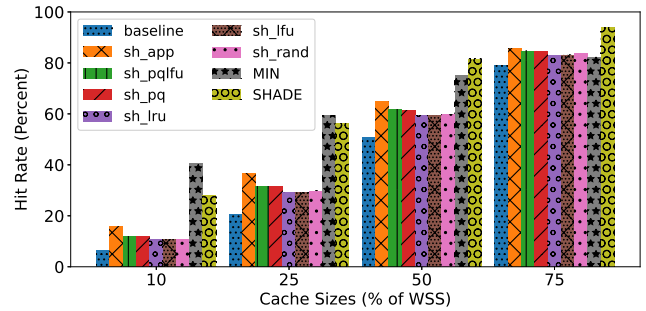 100
80
60
40
20
0
Hit Rate (Percent)
baseline
sh_app
sh_pqlfu
sh_pq
sh_lru
sh_lfu
sh_rand
MIN
SHADE
10 25 50 75
Cache Sizes (% of WSS)